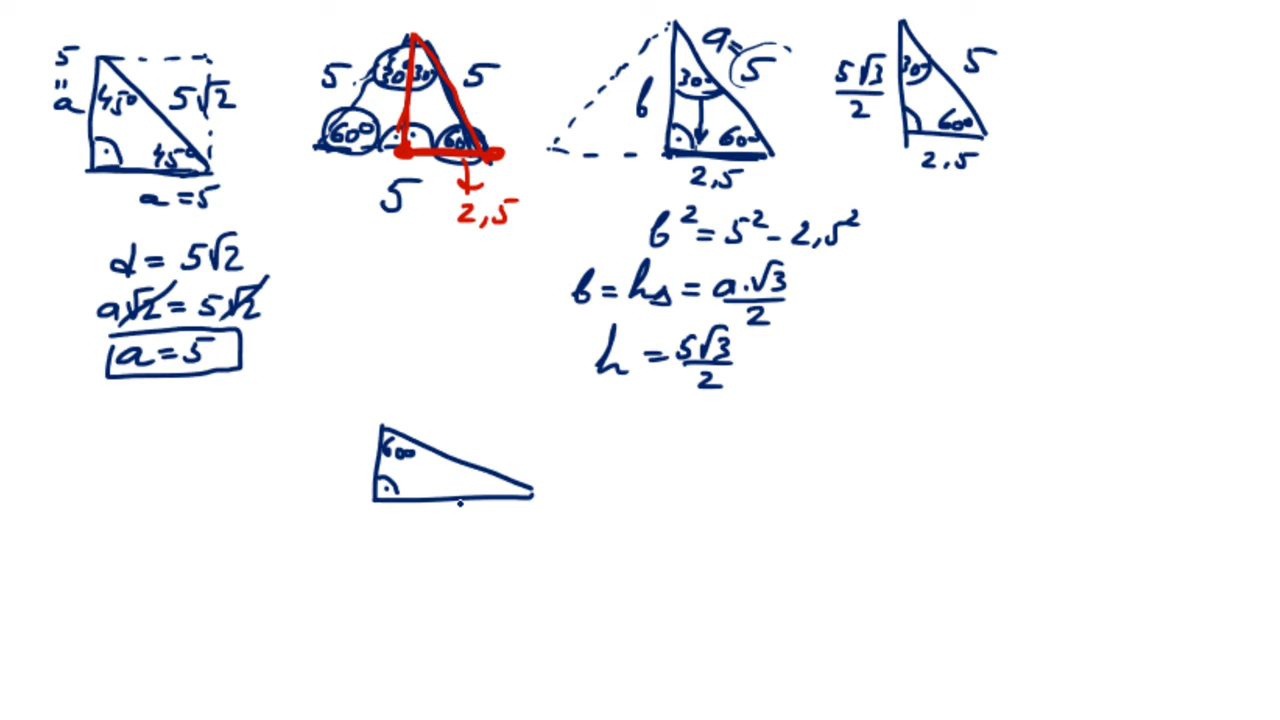 5
"
a
45°
5√2
45°
a = 5
d = 5√2
a√2 = 5√2
a = 5
5
30° 30°
5
60°
60°
5
2,5
a = 5
30°
b
60°
2,5
b² = 5² - 2,5²
b = h△ = a·√3/2
h = 5√3/2
5√3/2
30°
5
60°
2,5
60°